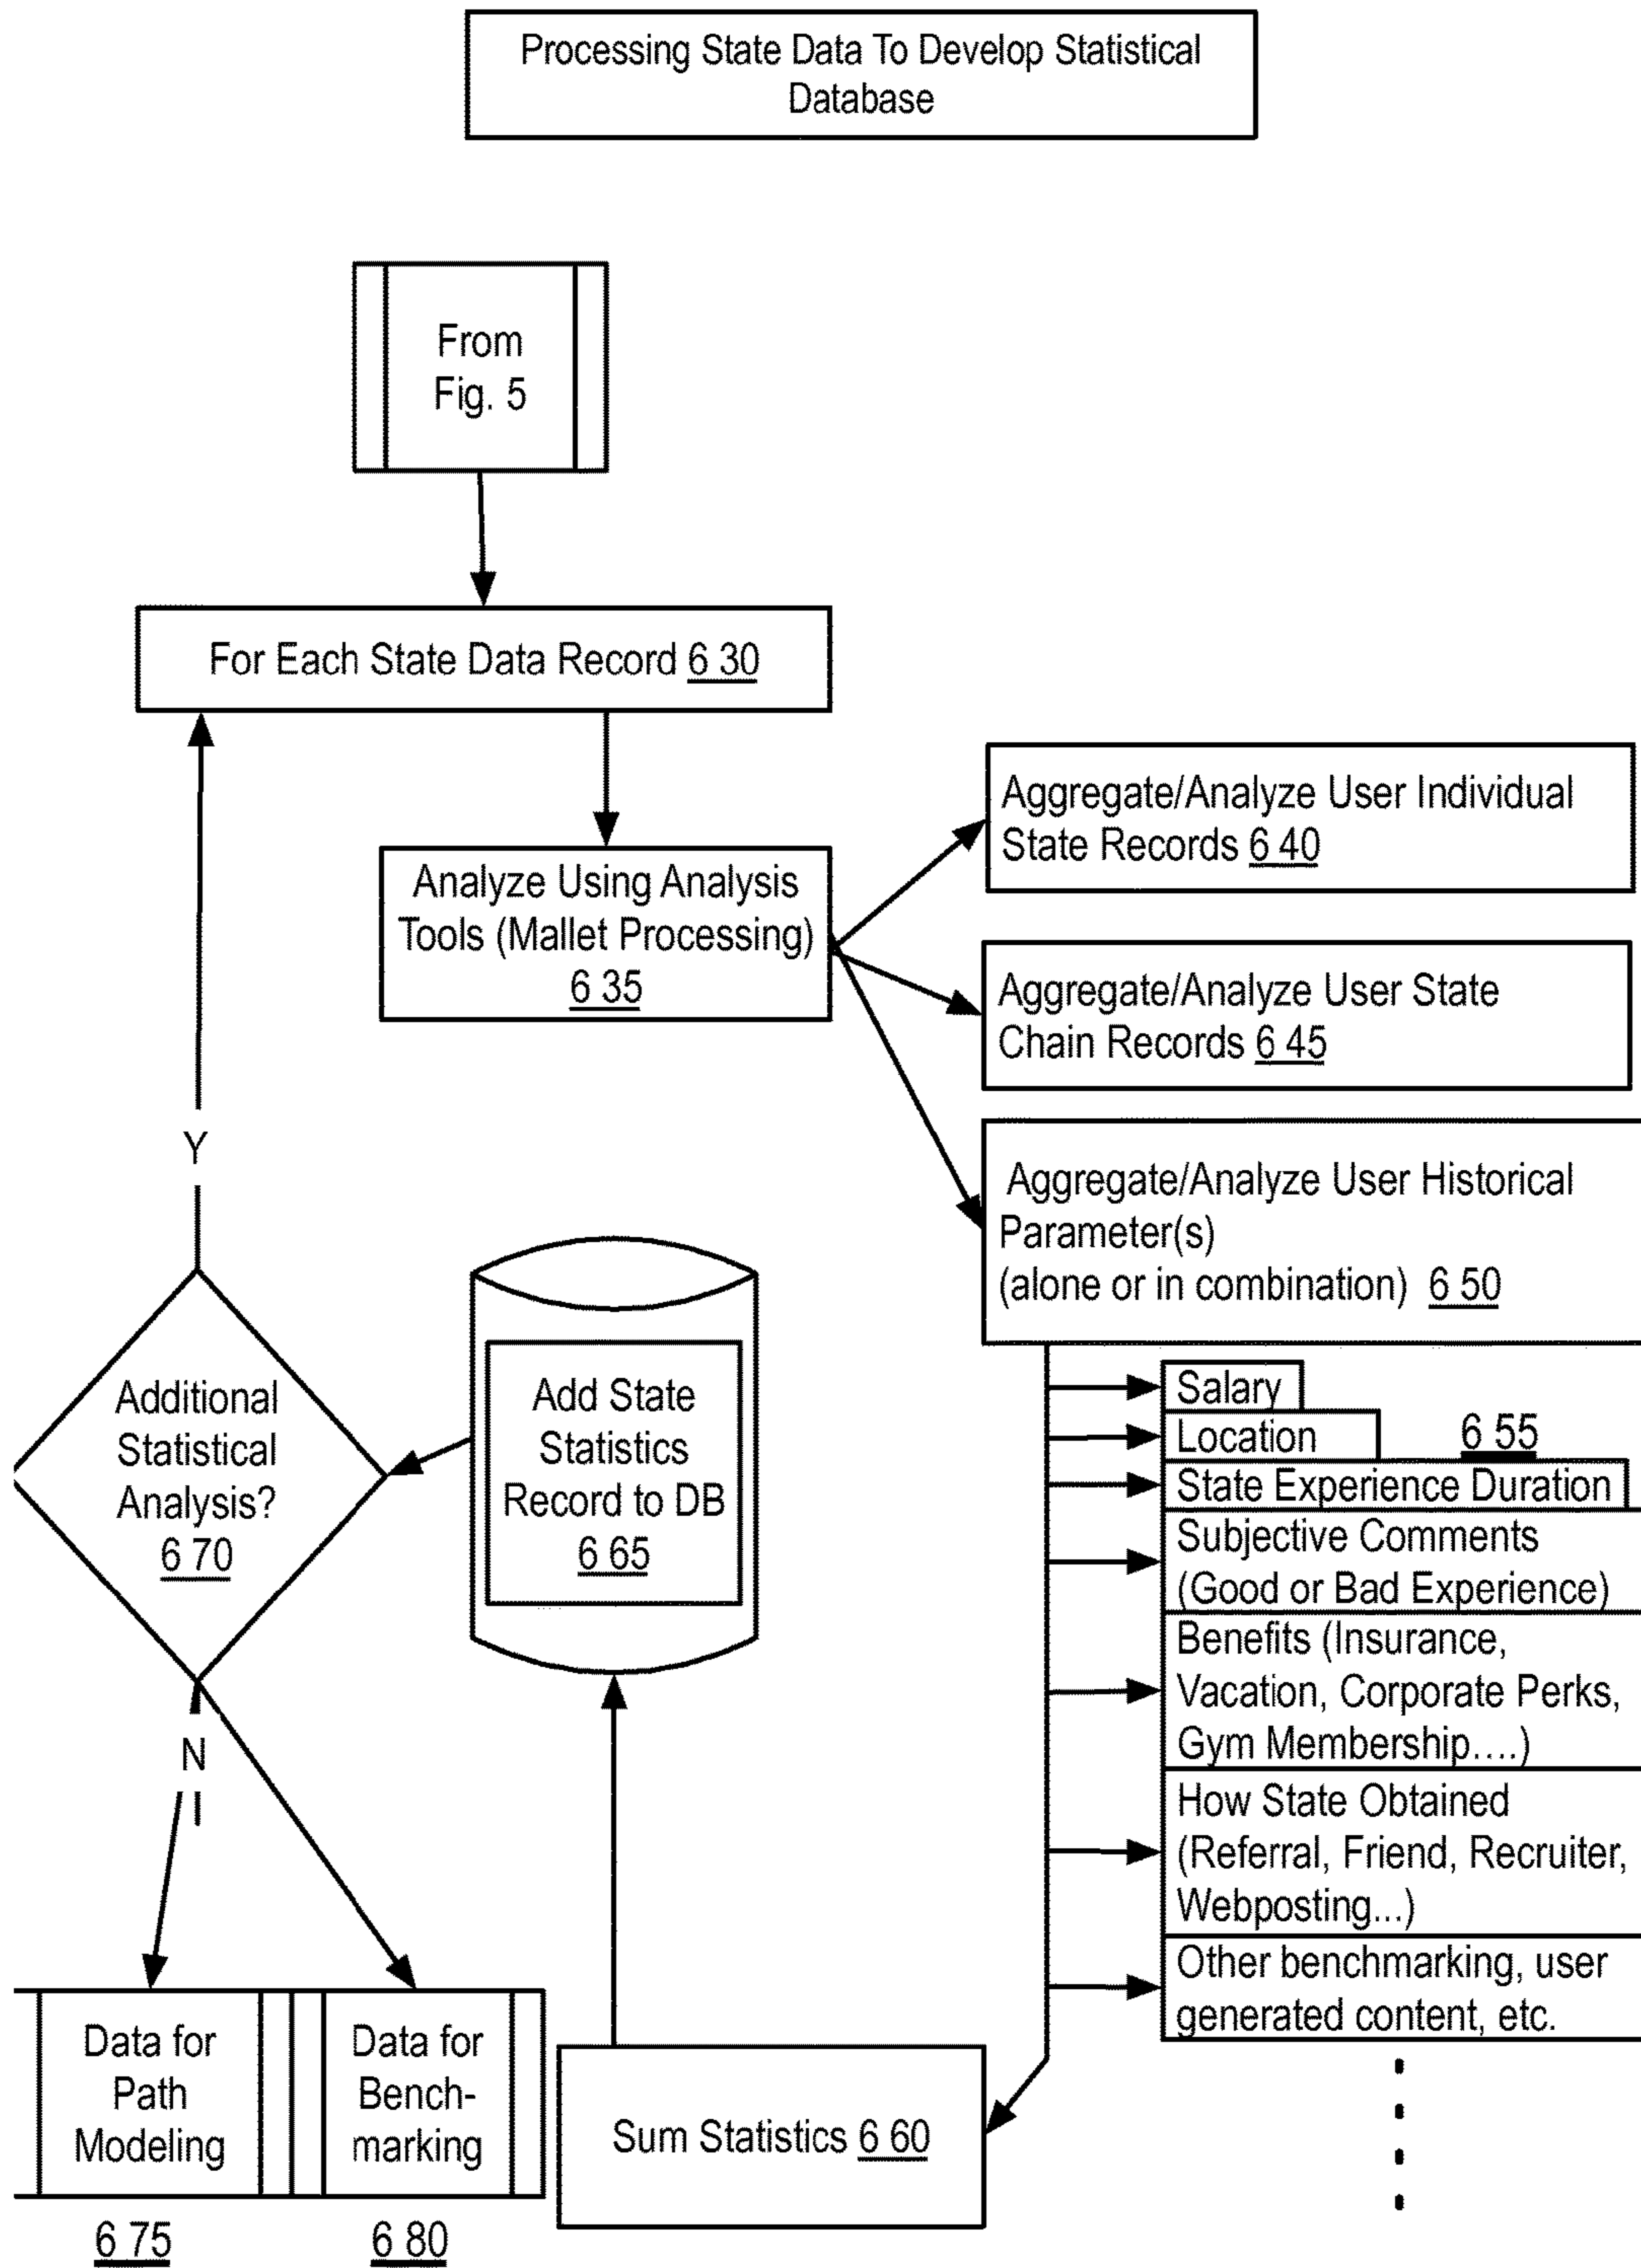 Processing State Data To Develop Statistical
Database
From
Fig. 5
For Each State Data Record 6 30
Analyze Using Analysis
Tools (Mallet Processing)
6 35
Aggregate/Analyze User Individual
State Records 6 40
Aggregate/Analyze User State
Chain Records 6 45
Aggregate/Analyze User Historical
Parameter(s)
(alone or in combination) 6 50
Salary
Location
6 55
State Experience Duration
Subjective Comments
(Good or Bad Experience)
Benefits (Insurance,
Vacation, Corporate Perks,
Gym Membership....)
How State Obtained
(Referral, Friend, Recruiter,
Webposting...)
Other benchmarking, user
generated content, etc.
Sum Statistics 6 60
Add State
Statistics
Record to DB
6 65
Additional
Statistical
Analysis?
6 70
Y
N
Data for
Path
Modeling
6 75
Data for
Bench-
marking
6 80